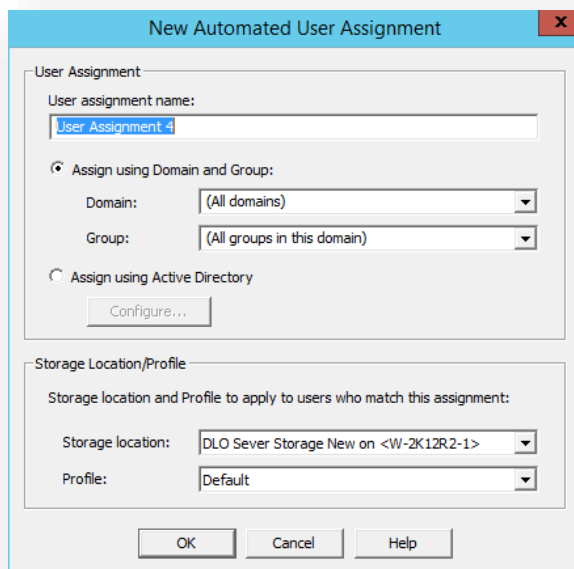 New Automated User Assignment
x
User Assignment
User assignment name:
User Assignment 4
Assign using Domain and Group:
Domain: (All domains)
Group: (All groups in this domain)
Assign using Active Directory
Configure...
Storage Location/Profile
Storage location and Profile to apply to users who match this assignment:
Storage location: DLO Sever Storage New on <W-2K12R2-1>
Profile: Default
OK Cancel Help